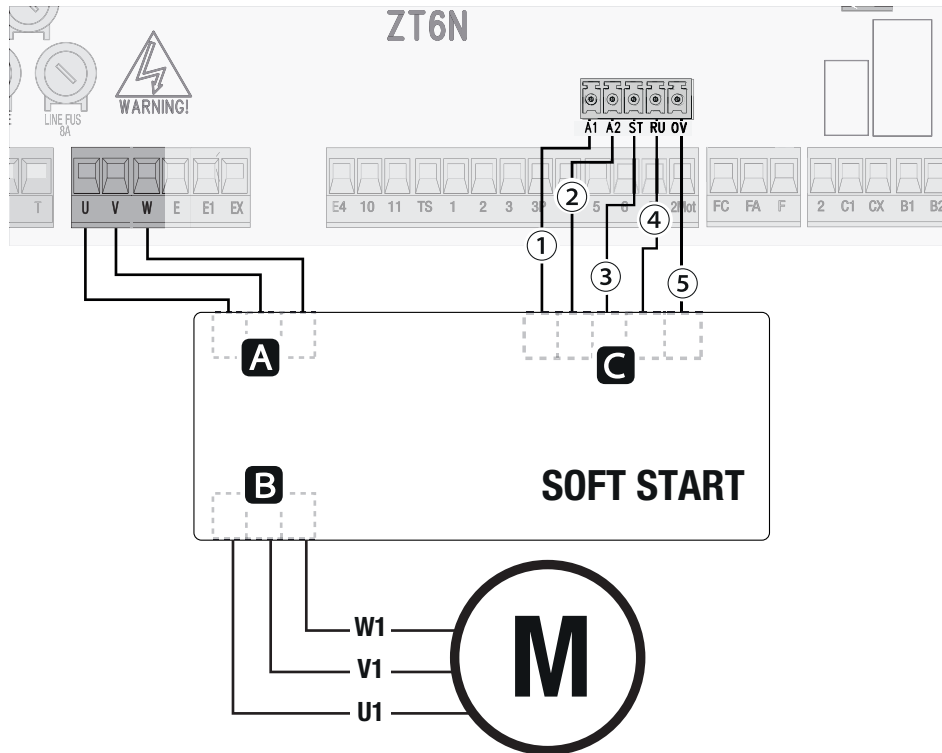 ZT6N
WARNING!
LINE FUS
8A
A1 A2 ST RU 0V
T
U V W E E1 EX
E4 10 11 TS 1 2 3 3P 5 6
FC FA F
2 C1 CX B1 B2
1
2
3
4
5
A
C
B
SOFT START
W1
V1
U1
M